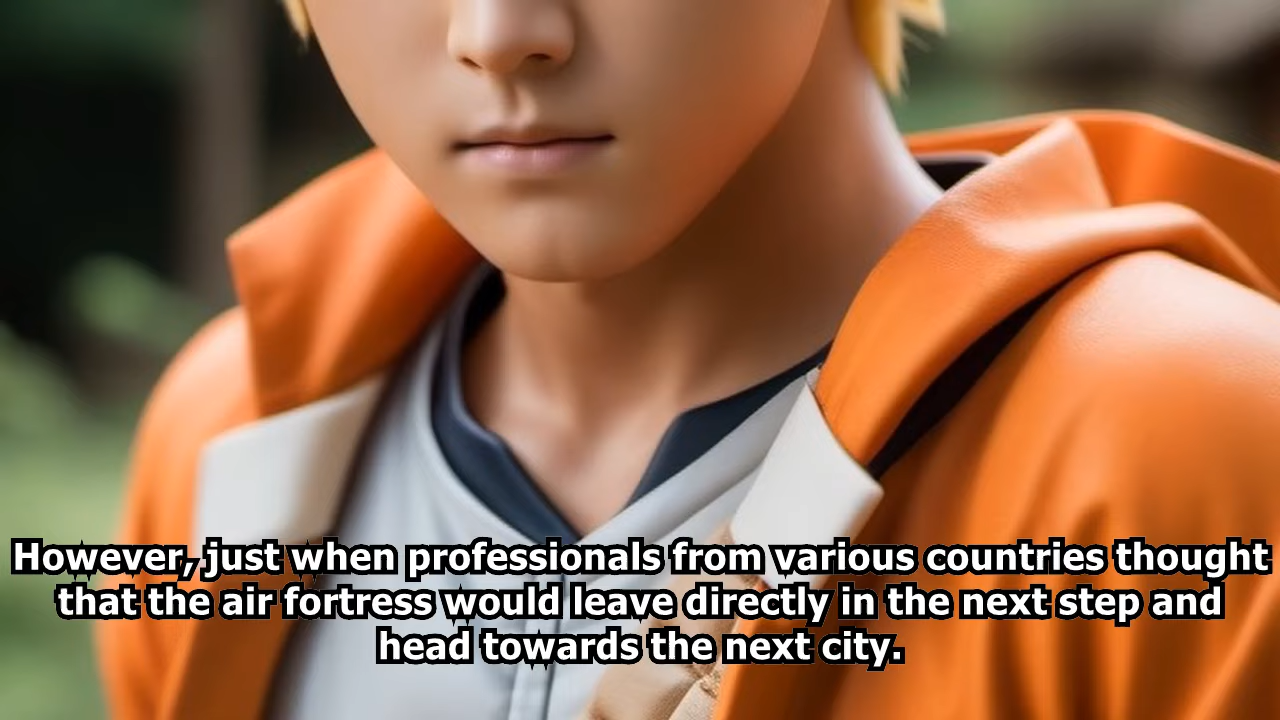 However, just when professionals from various countries thought
that the air fortress would leave directly in the next step and
head towards the next city.